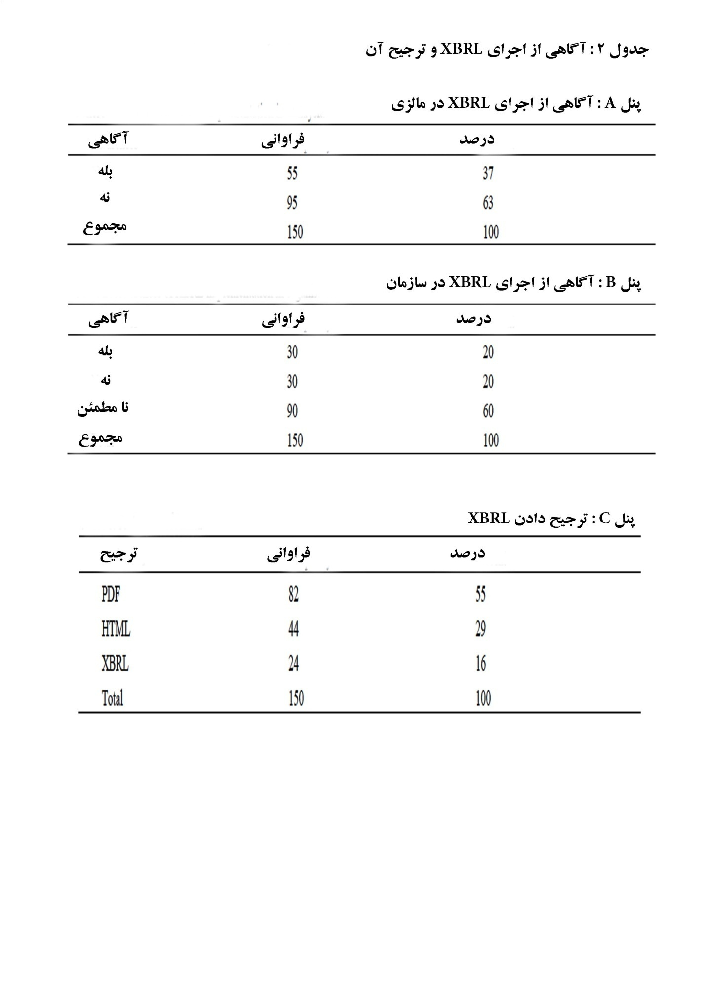 جدول ۲ : آگاهی از اجرای XBRL و ترجیح آن
پنل A : آگاهی از اجرای XBRL در مالزی
آگاهی فراوانی درصد
بله 55 37
نه 95 63
مجموع 150 100
پنل B : آگاهی از اجرای XBRL در سازمان
آگاهی فراوانی درصد
بله 30 20
نه 30 20
نا مطمئن 90 60
مجموع 150 100
پنل C : ترجیح دادن XBRL
ترجیح فراوانی درصد
PDF 82 55
HTML 44 29
XBRL 24 16
Total 150 100